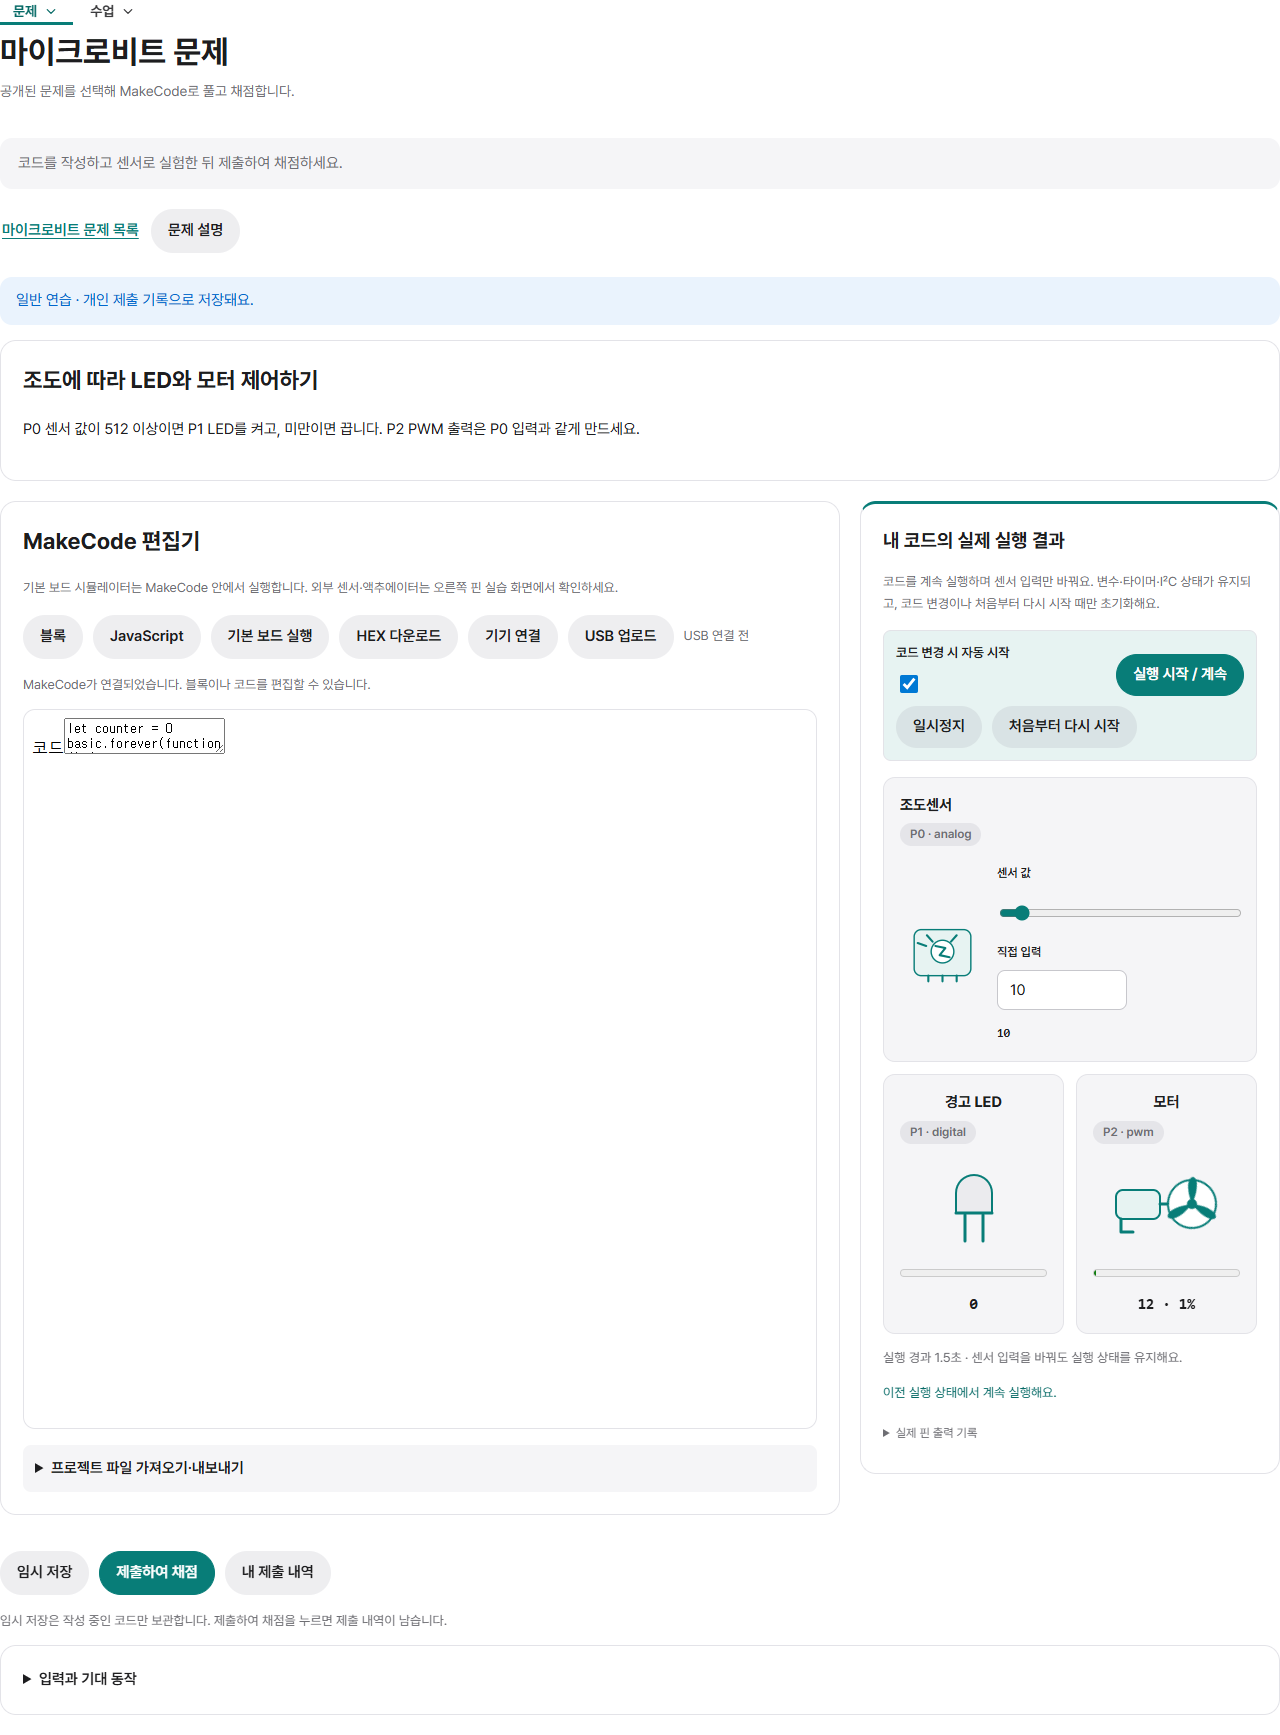 문제
수업
마이크로비트 문제
공개된 문제를 선택해 MakeCode로 풀고 채점합니다.
코드를 작성하고 센서로 실험한 뒤 제출하여 채점하세요.
마이크로비트 문제 목록
문제 설명
일반 연습 · 개인 제출 기록으로 저장돼요.
조도에 따라 LED와 모터 제어하기
P0 센서 값이 512 이상이면 P1 LED를 켜고, 미만이면 끕니다. P2 PWM 출력은 P0 입력과 같게 만드세요.
MakeCode 편집기
기본 보드 시뮬레이터는 MakeCode 안에서 실행합니다. 외부 센서·액추에이터는 오른쪽 핀 실습 화면에서 확인하세요.
블록
JavaScript
기본 보드 실행
HEX 다운로드
기기 연결
USB 업로드
USB 연결 전
MakeCode가 연결되었습니다. 블록이나 코드를 편집할 수 있습니다.
코드
let counter = 0
basic.forever(function
프로젝트 파일 가져오기·내보내기
내 코드의 실제 실행 결과
코드를 계속 실행하며 센서 입력만 바꿔요. 변수·타이머·I²C 상태가 유지되
고, 코드 변경이나 처음부터 다시 시작 때만 초기화해요.
코드 변경 시 자동 시작
실행 시작 / 계속
일시정지
처음부터 다시 시작
조도센서
P0 · analog
센서 값
직접 입력
10
10
경고 LED
P1 · digital
0
모터
P2 · pwm
12 · 1%
실행 경과 1.5초 · 센서 입력을 바꿔도 실행 상태를 유지해요.
이전 실행 상태에서 계속 실행해요.
실제 핀 출력 기록
임시 저장
제출하여 채점
내 제출 내역
임시 저장은 작성 중인 코드만 보관합니다. 제출하여 채점을 누르면 제출 내역이 남습니다.
입력과 기대 동작